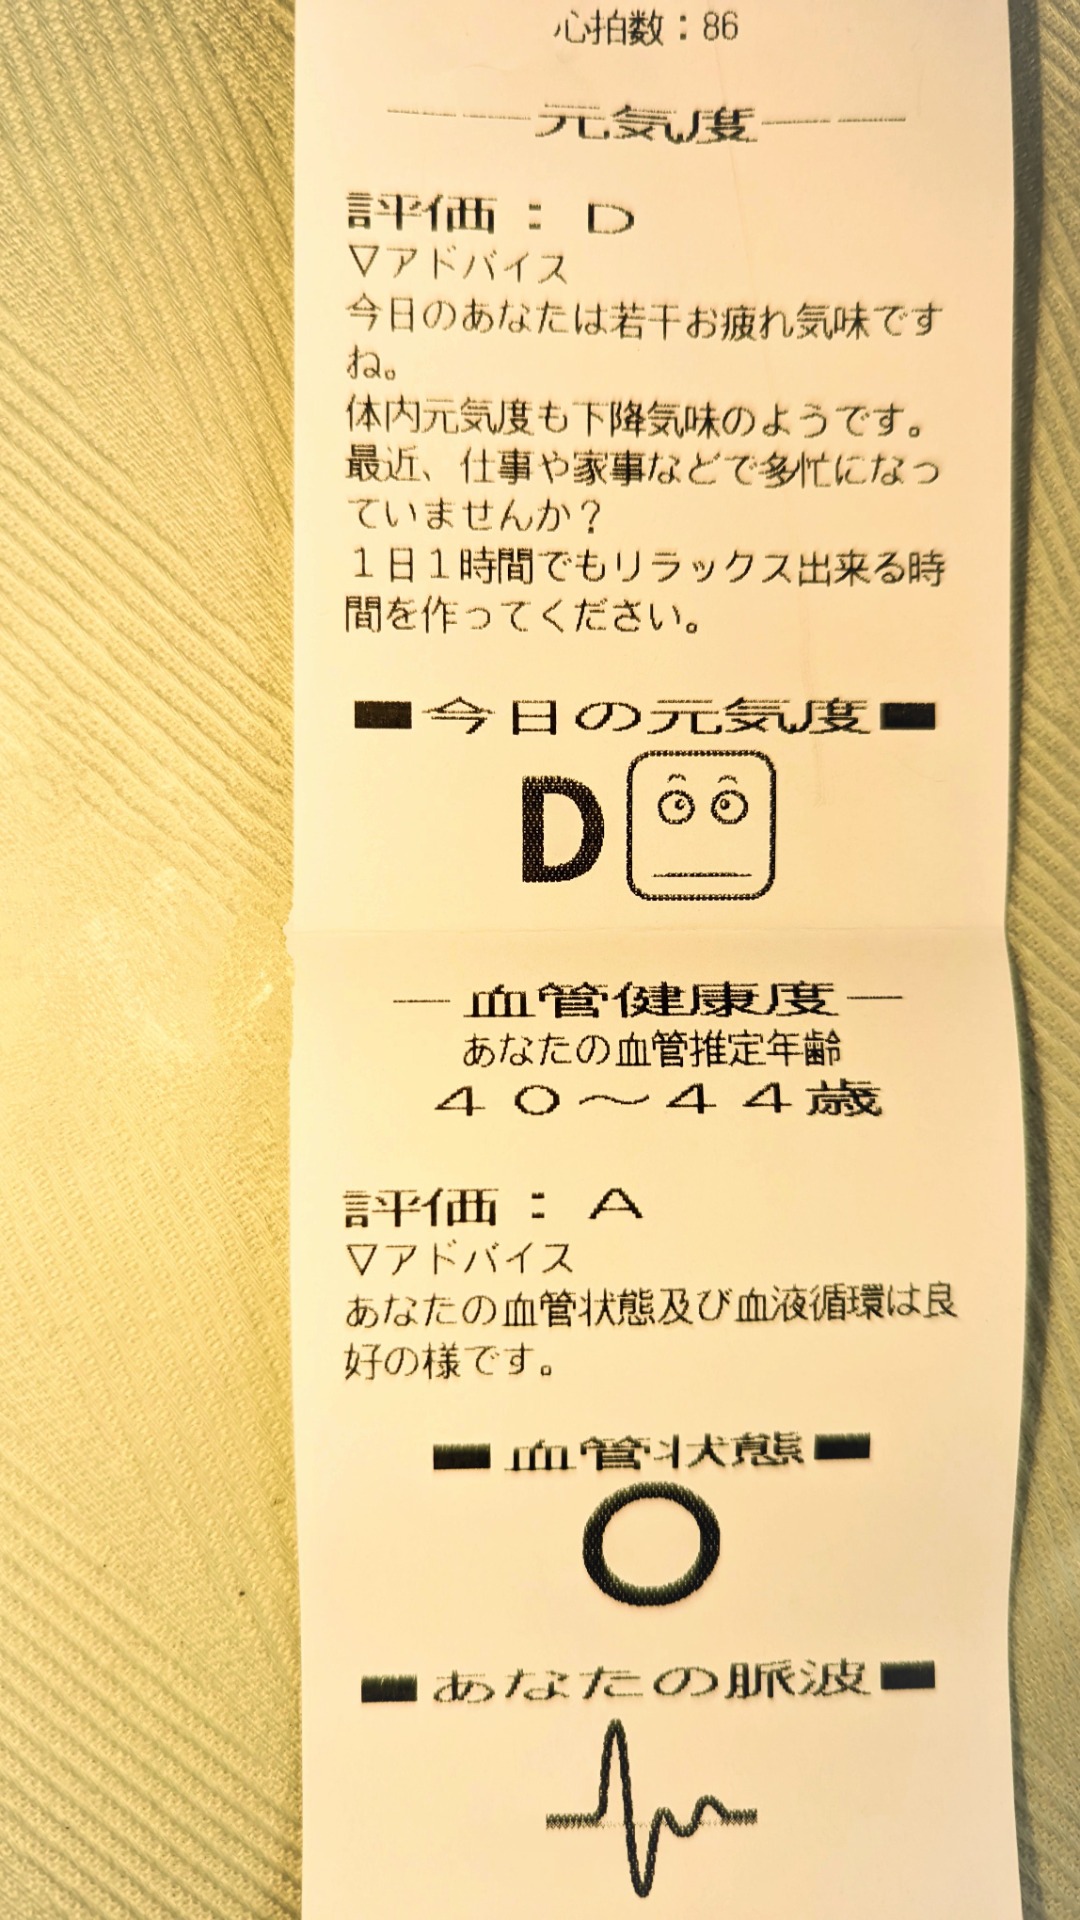 心拍数：86
元気度
評価：D
▽アドバイス
今日のあなたは若干お疲れ気味です
ね。
体内元気度も下降気味のようです。
最近、仕事や家事などで多忙になっ
ていませんか？
１日１時間でもリラックス出来る時
間を作ってください。
■今日の元気度■
D
血管健康度
あなたの血管推定年齢
４０～４４歳
評価：A
▽アドバイス
あなたの血管状態及び血液循環は良
好の様です。
■血管状態■
■あなたの脈波■